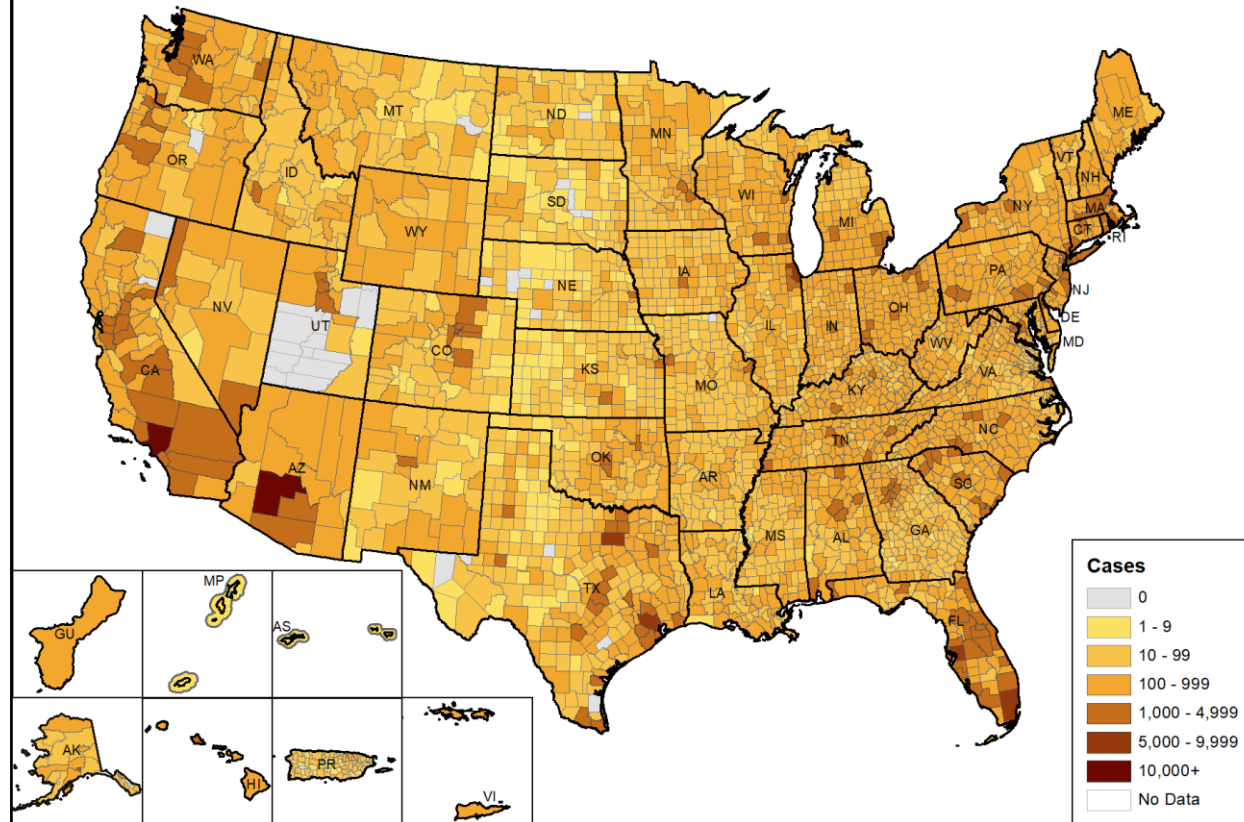 WA
MT
ND
MN
ME
OR
ID
SD
WI
VT
NH
NY
MA
CT
RI
MI
WY
IA
PA
NJ
NE
OH
DE
MD
NV
UT
IL
IN
WV
CO
VA
CA
KS
MO
KY
NC
TN
AZ
NM
OK
AR
SC
MS
AL
GA
TX
LA
FL
GU
MP
AS
AK
HI
PR
VI
Cases
0
1 - 9
10 - 99
100 - 999
1,000 - 4,999
5,000 - 9,999
10,000+
No Data